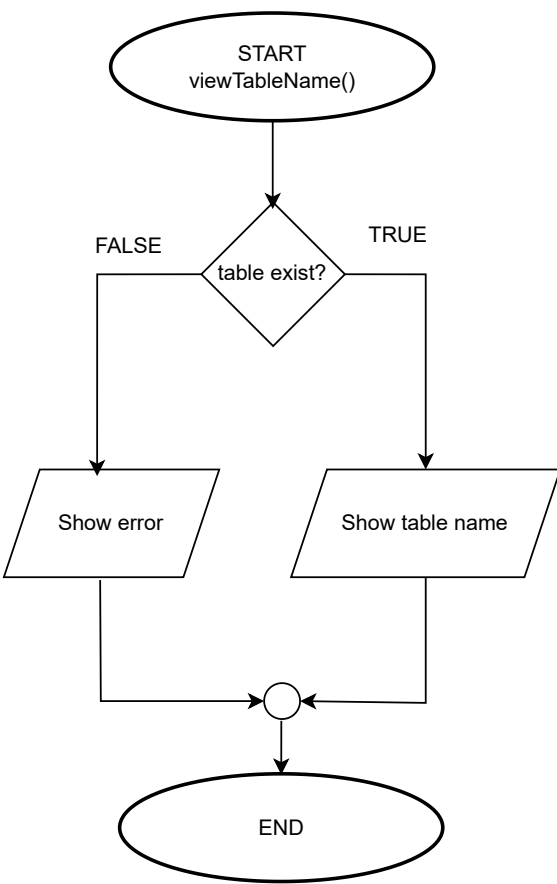 START
viewTableName()
FALSE
TRUE
table exist?
Show error
Show table name
END